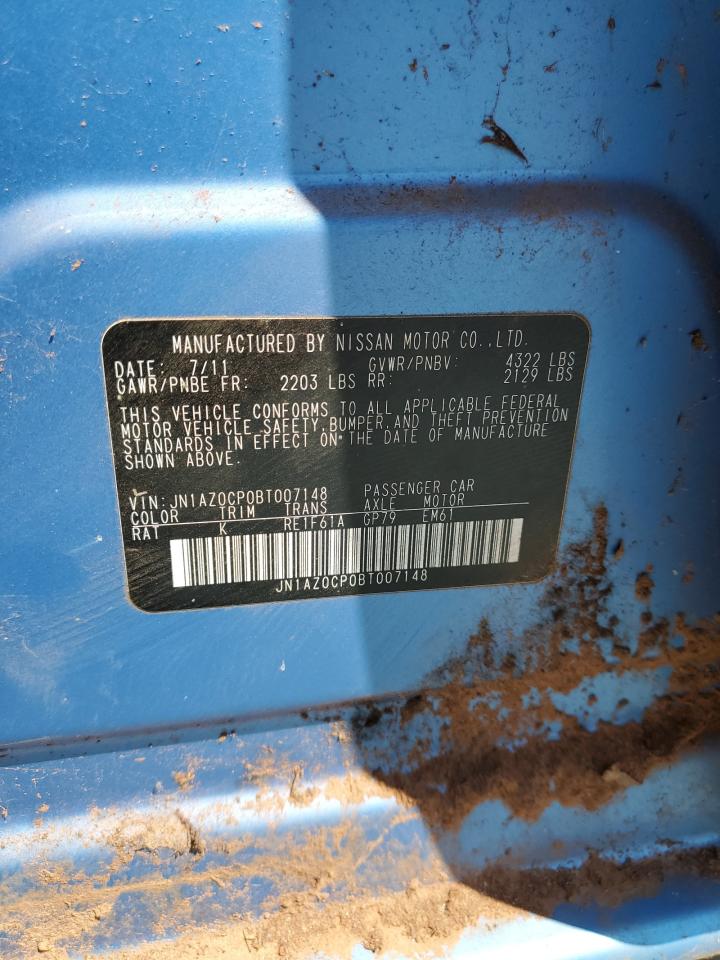 MANUFACTURED BY NISSAN MOTOR CO.,LTD.
DATE: 7/11 GVWR/PNBV: 4322 LBS
GAWR/PNBE FR: 2203 LBS RR: 2129 LBS
THIS VEHICLE CONFORMS TO ALL APPLICABLE FEDERAL
MOTOR VEHICLE SAFETY, BUMPER, AND THEFT PREVENTION
STANDARDS IN EFFECT ON THE DATE OF MANUFACTURE
SHOWN ABOVE.
VIN: JN1AZ0CP0BT007148 PASSENGER CAR
COLOR TRIM TRANS AXLE MOTOR
RAT K RE1F61A GP79 EM61
JN1AZ0CP0BT007148